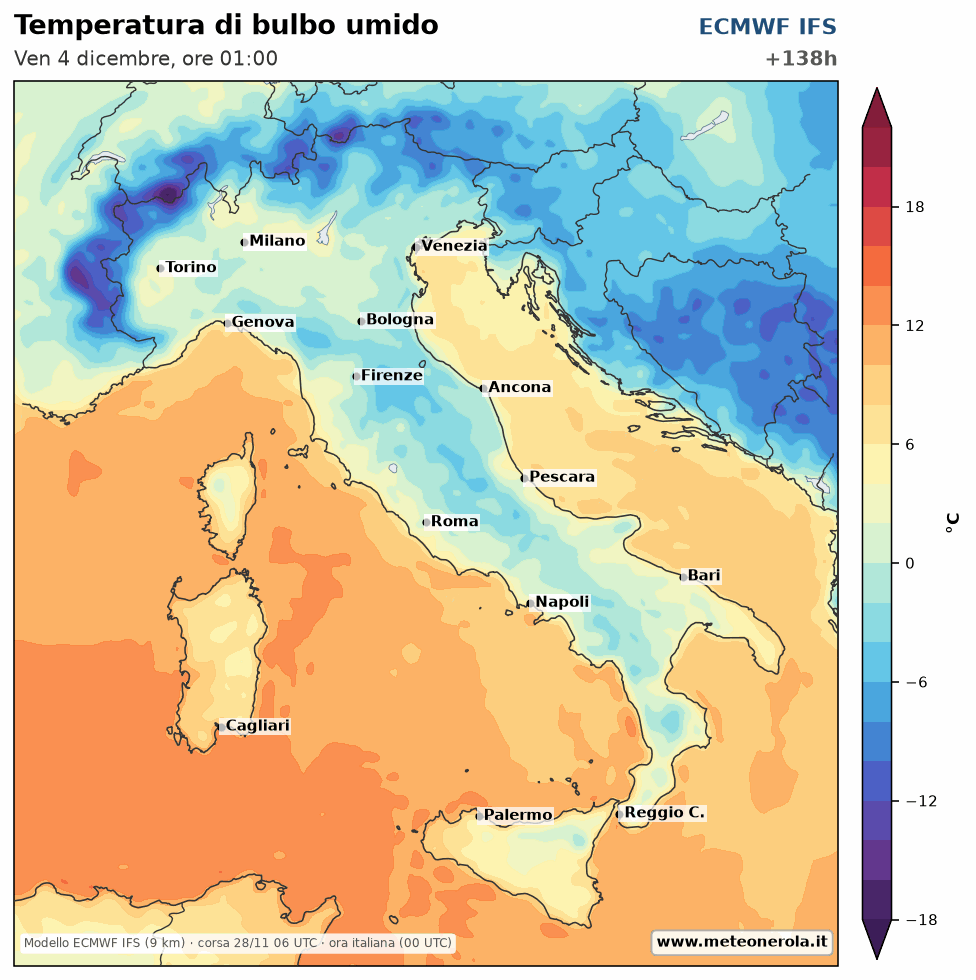 Temperatura di bulbo umido
ECMWF IFS
Ven 4 dicembre, ore 01:00
+138h
Milano
Venezia
Torino
Genova
Bologna
Firenze
Ancona
Pescara
Roma
Bari
Napoli
Cagliari
Palermo
Reggio C.
18
12
6
0
−6
−12
−18
°C
Modello ECMWF IFS (9 km) · corsa 28/11 06 UTC · ora italiana (00 UTC)
www.meteonerola.it